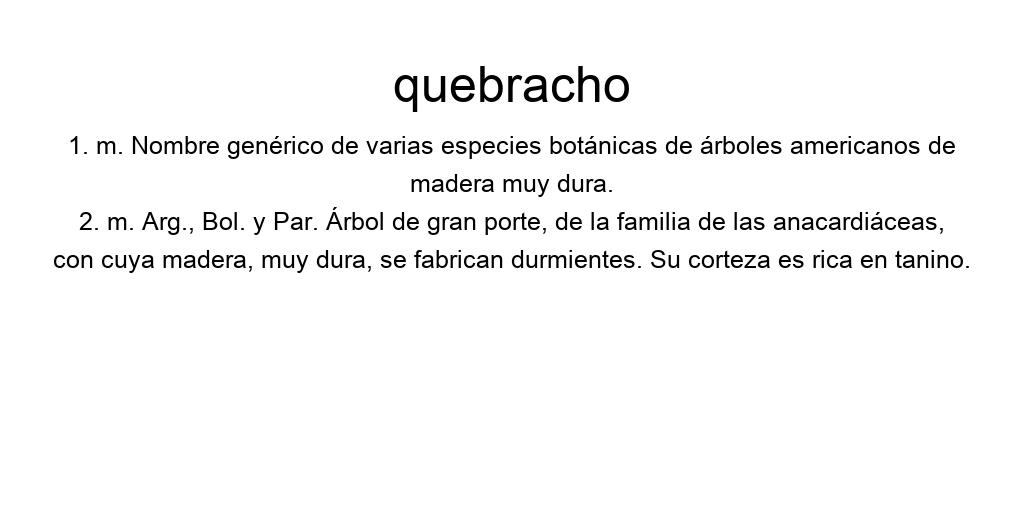 quebracho
1. m. Nombre genérico de varias especies botánicas de árboles americanos de
madera muy dura.
2. m. Arg., Bol. y Par. Árbol de gran porte, de la familia de las anacardiáceas,
con cuya madera, muy dura, se fabrican durmientes. Su corteza es rica en tanino.